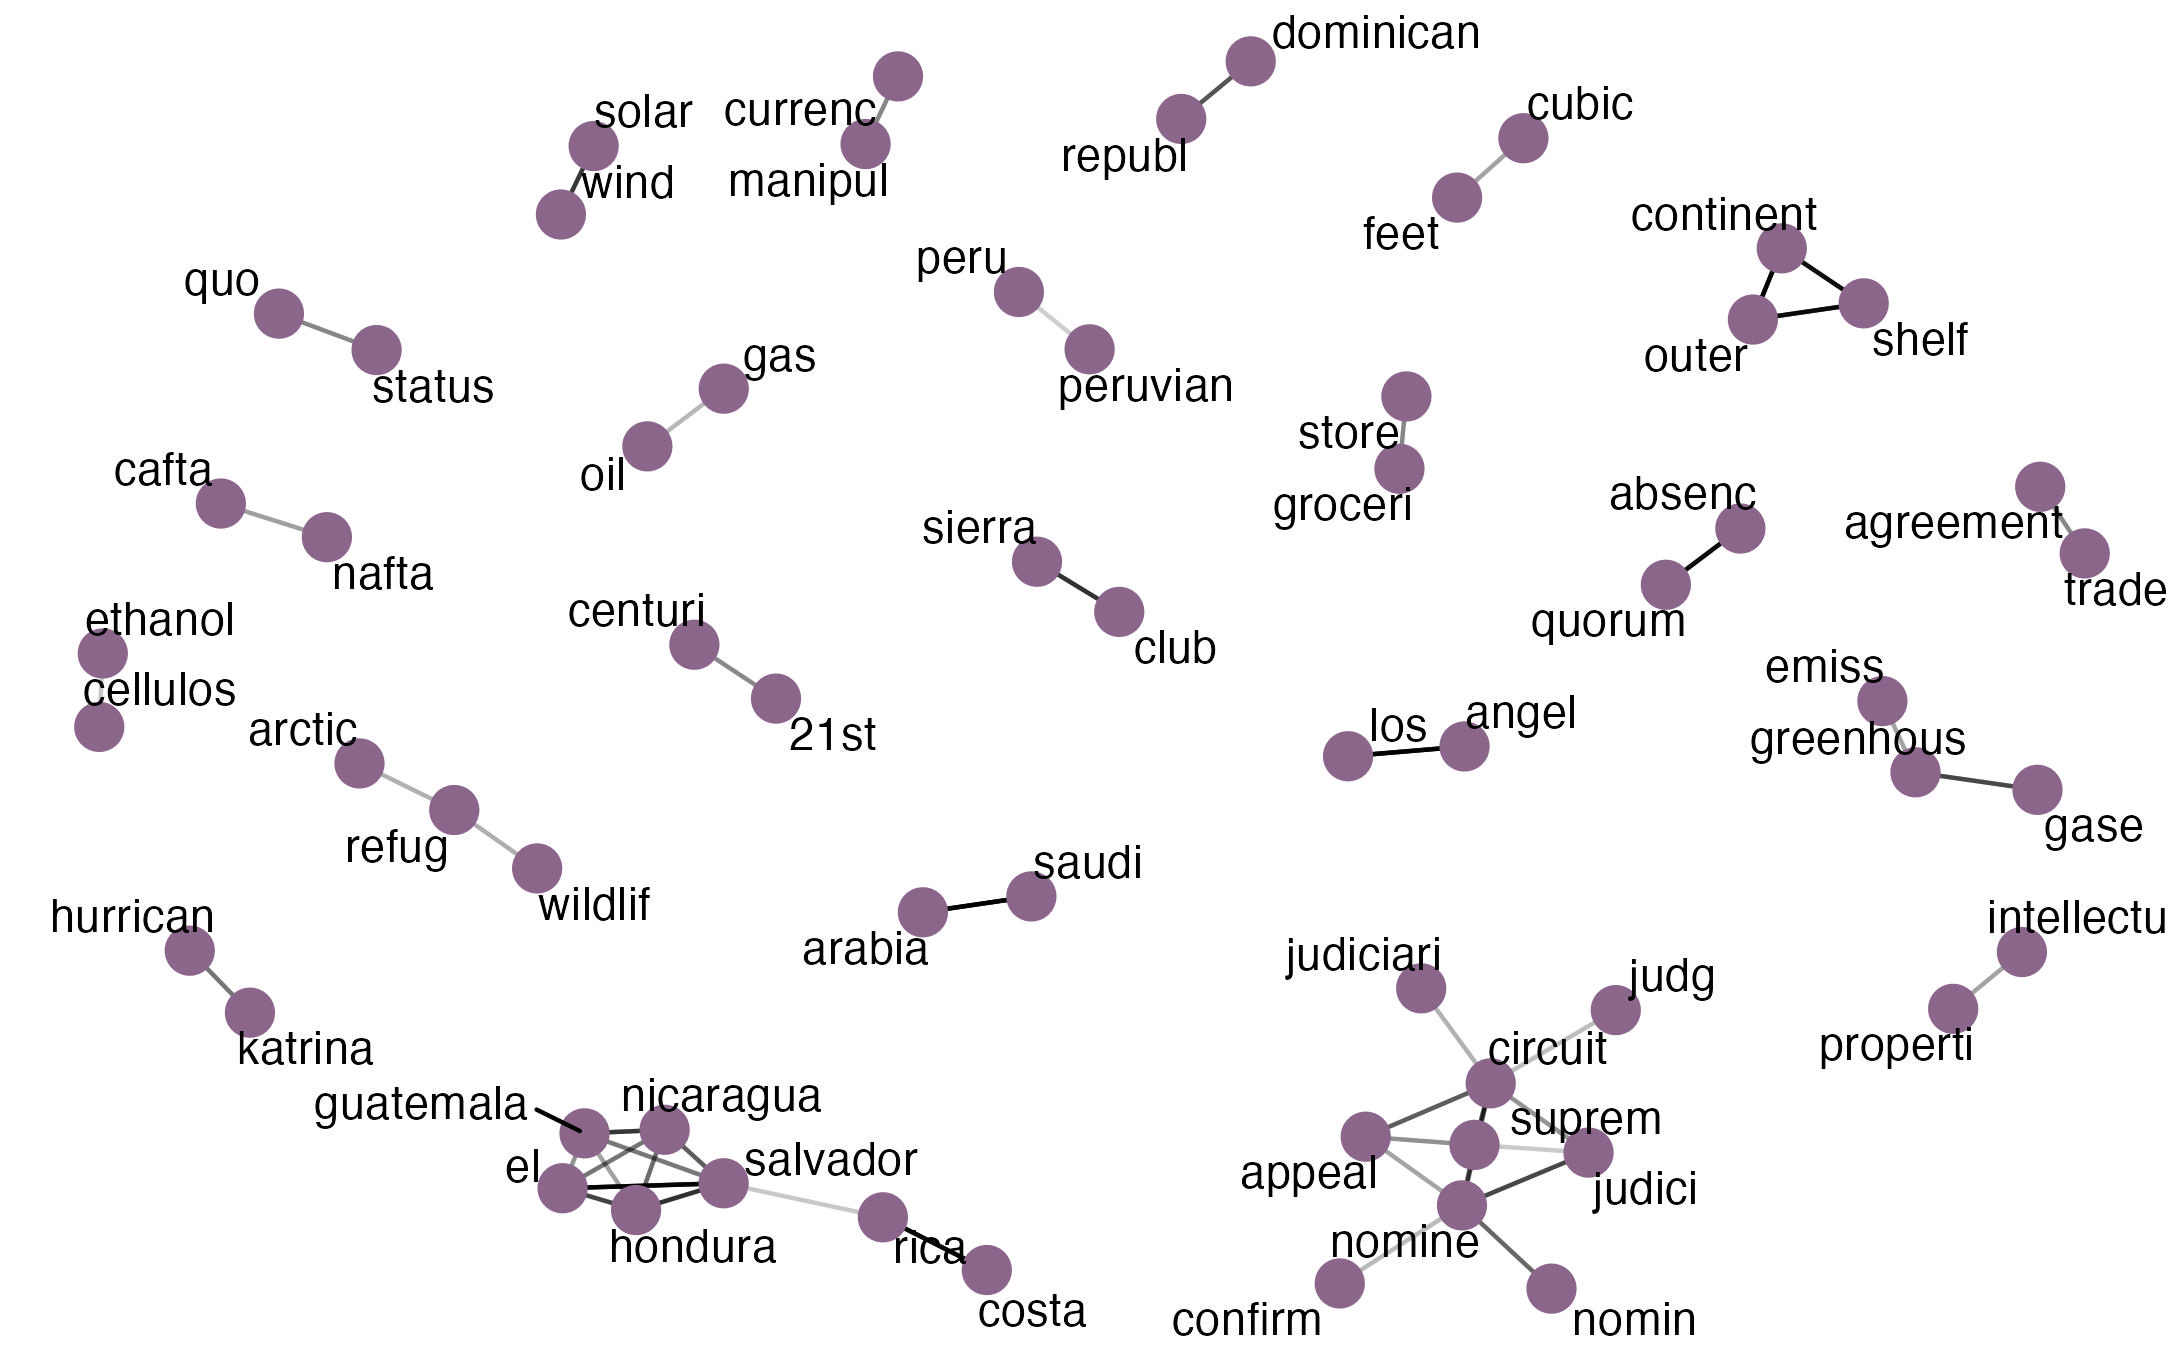 dominican
solar
currenc
cubic
republ
wind
manipul
continent
feet
peru
quo
shelf
gas
outer
status
peruvian
store
cafta
oil
absenc
groceri
sierra
agreement
nafta
trade
centuri
ethanol
quorum
club
emiss
cellulos
angel
los
arctic
21st
greenhous
gase
refug
saudi
wildlif
hurrican
intellectu
arabia
judiciari
judg
katrina
circuit
properti
nicaragua
guatemala
suprem
salvador
el
appeal
judici
nomine
hondura
rica
costa
confirm
nomin